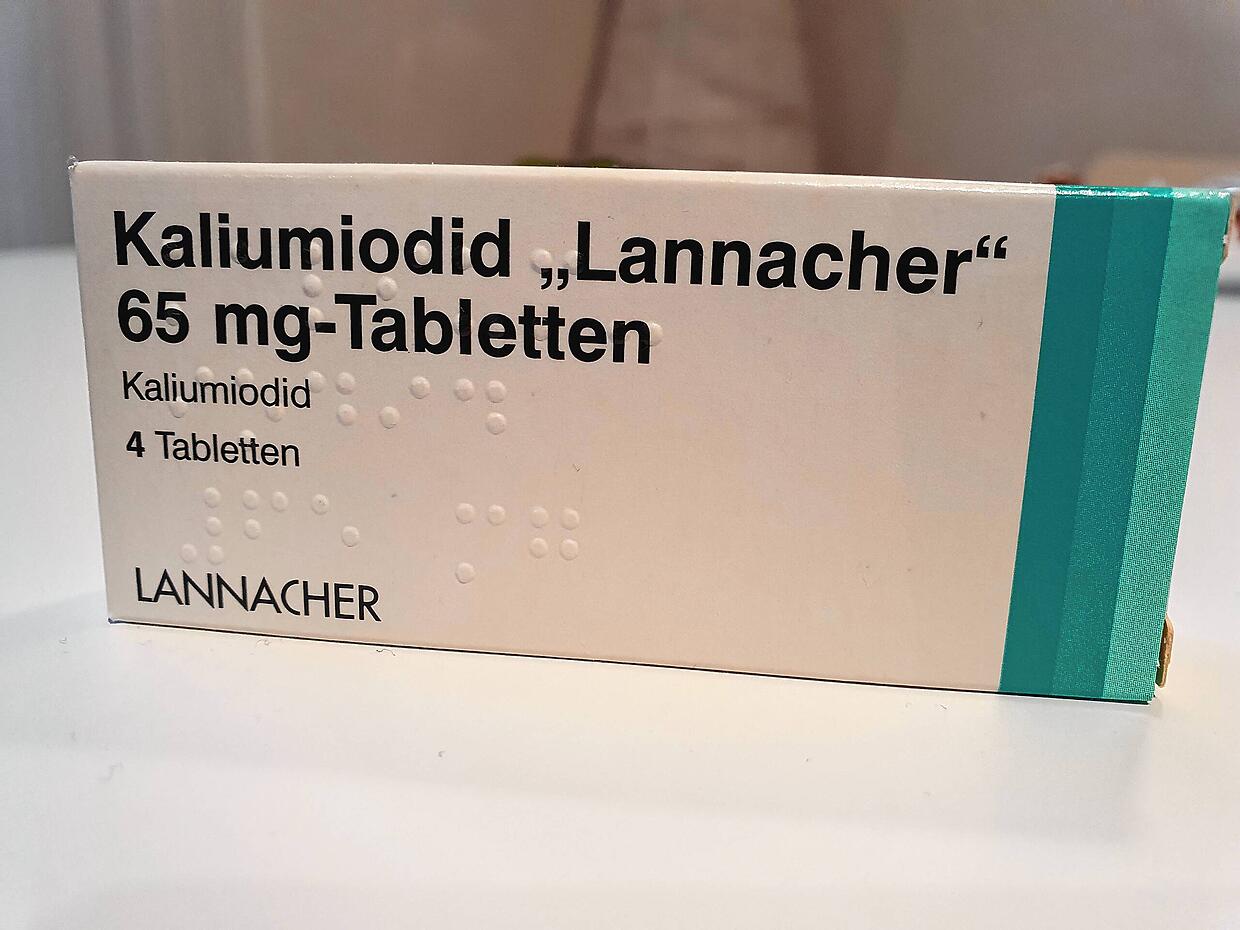 Kaliumiodid „Lannacher“
65 mg-Tabletten
Kaliumiodid
4 Tabletten
LANNACHER